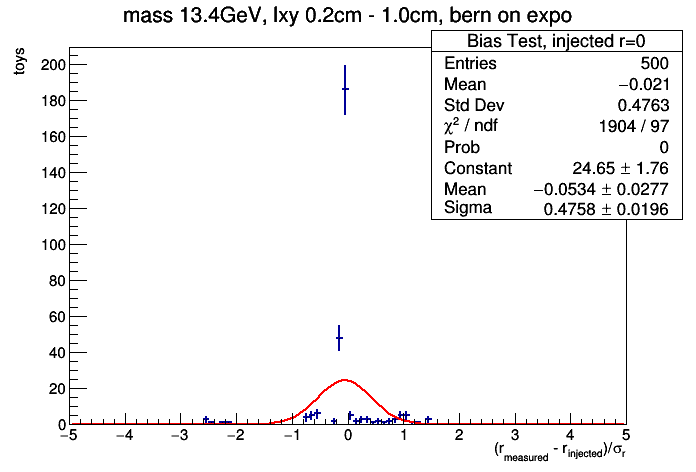 mass 13.4GeV, lxy 0.2cm - 1.0cm, bern on expo
Bias Test, injected r=0
Entries 500
Mean −0.021
Std Dev 0.4763
χ² / ndf 1904 / 97
Prob 0
Constant 24.65 ± 1.76
Mean −0.0534 ± 0.0277
Sigma 0.4758 ± 0.0196
toys
200
180
160
140
120
100
80
60
40
20
0
−5 −4 −3 −2 −1 0 1 2 3 4 5
(r_measured - r_injected)/σ_r